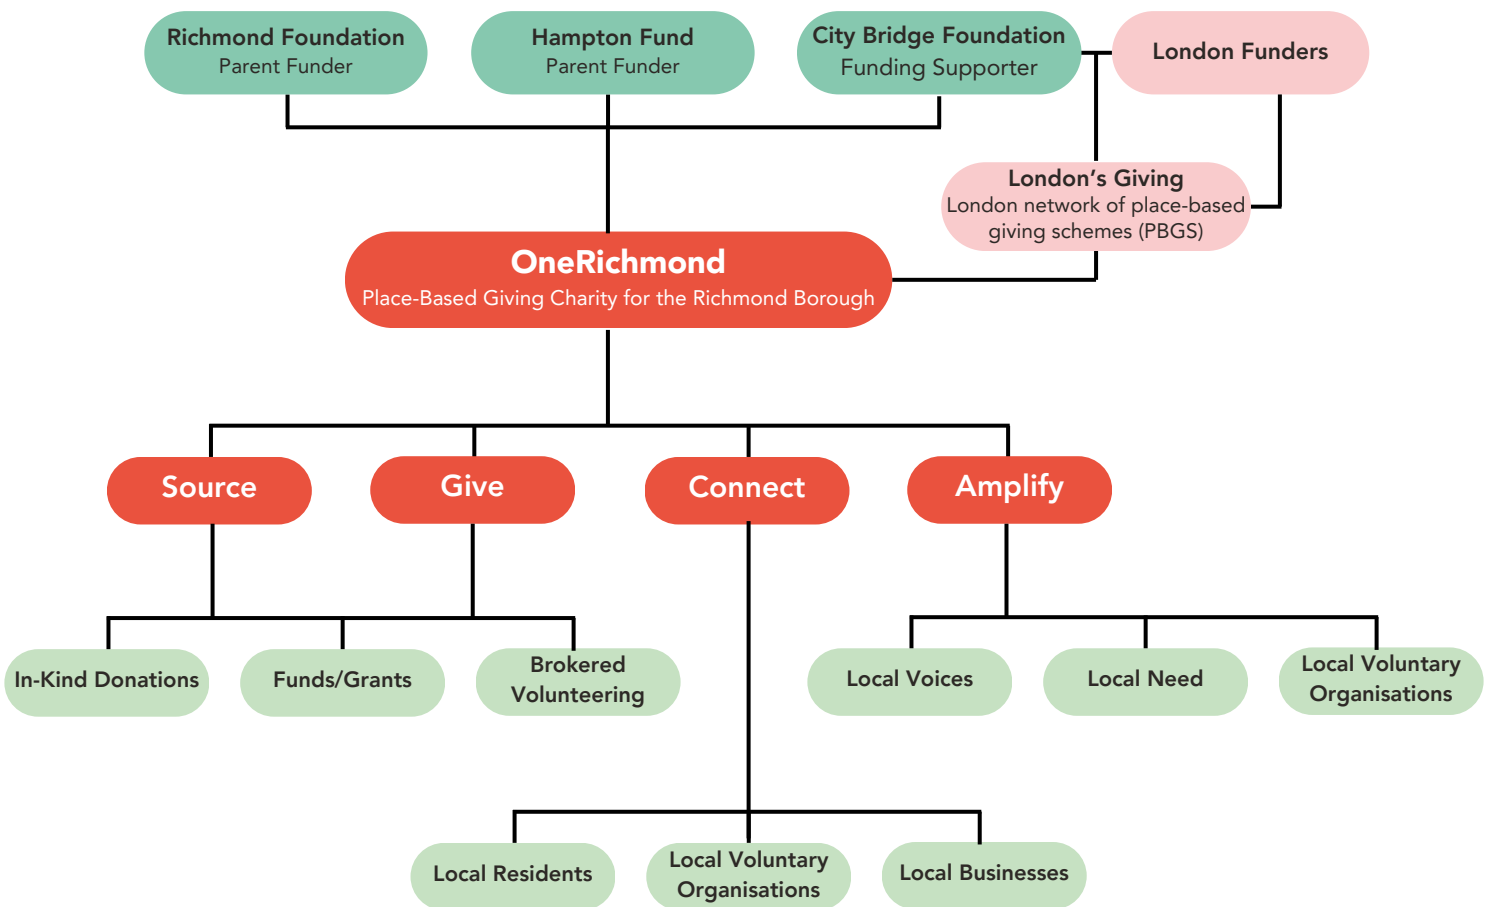 Richmond Foundation
Parent Funder
Hampton Fund
Parent Funder
City Bridge Foundation
Funding Supporter
London Funders
London’s Giving
London network of place-based
giving schemes (PBGS)
OneRichmond
Place-Based Giving Charity for the Richmond Borough
Source
Give
Connect
Amplify
In-Kind Donations
Funds/Grants
Brokered
Volunteering
Local Voices
Local Need
Local Voluntary
Organisations
Local Residents
Local Voluntary
Organisations
Local Businesses